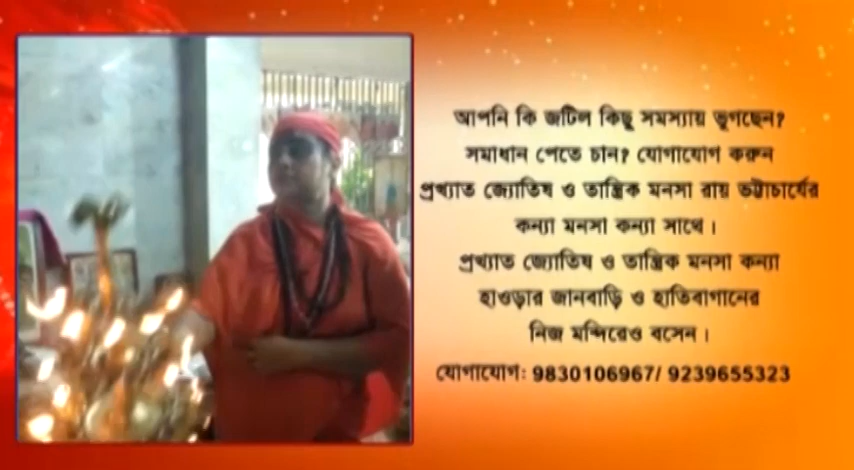 আপনি কি জটিল কিছু সমস্যায় ভুগছেন?
সমাধান পেতে চান? যোগাযোগ করুন
প্রখ্যাত জ্যোতিষ ও তান্ত্রিক মনসা রায় ভট্টাচার্যের
কন্যা মনসা কন্যা সাথে।
প্রখ্যাত জ্যোতিষ ও তান্ত্রিক মনসা কন্যা
হাওড়ার জানবাড়ি ও হাতিবাগানের
নিজ মন্দিরেও বসেন।
যোগাযোগ: 9830106967/ 9239655323